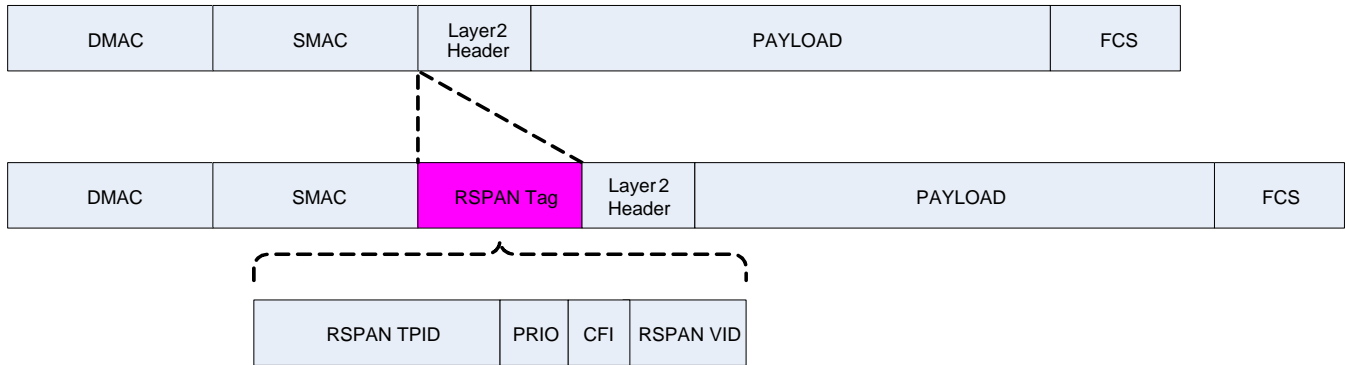 DMAC SMAC Layer2 Header PAYLOAD FCS
DMAC SMAC RSPAN Tag Layer2 Header PAYLOAD FCS
RSPAN TPID PRIO CFI RSPAN VID